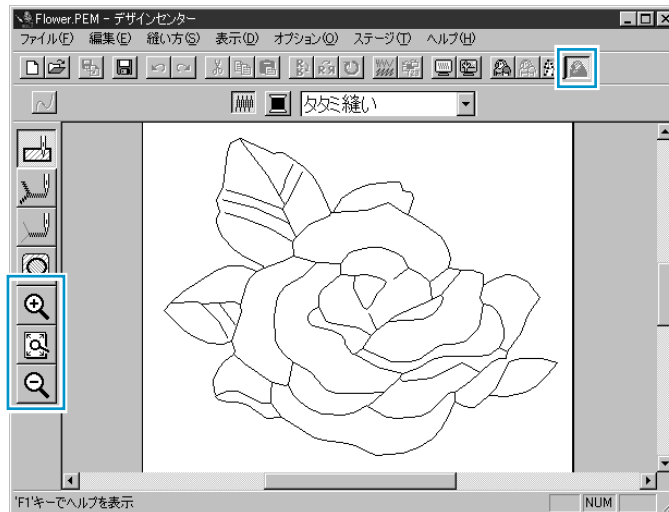 Flower.PEM - デザインセンター
ファイル(F) 編集(E) 縫い方(S) 表示(D) オプション(O) ステージ(T) ヘルプ(H)
タタミ縫い
'F1'キーでヘルプを表示
NUM